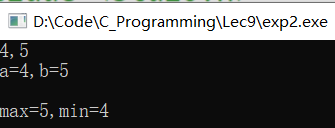 D:\Code\C_Programming\Lec9\exp2.exe
4,5
a=4,b=5
max=5,min=4